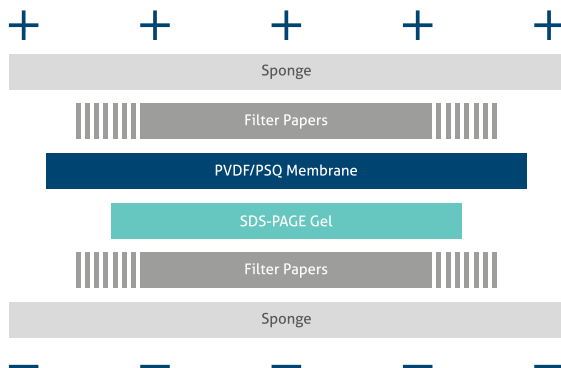 + + + + +
Sponge
Filter Papers
PVDF/PSQ Membrane
SDS-PAGE Gel
Filter Papers
Sponge
− − − − −